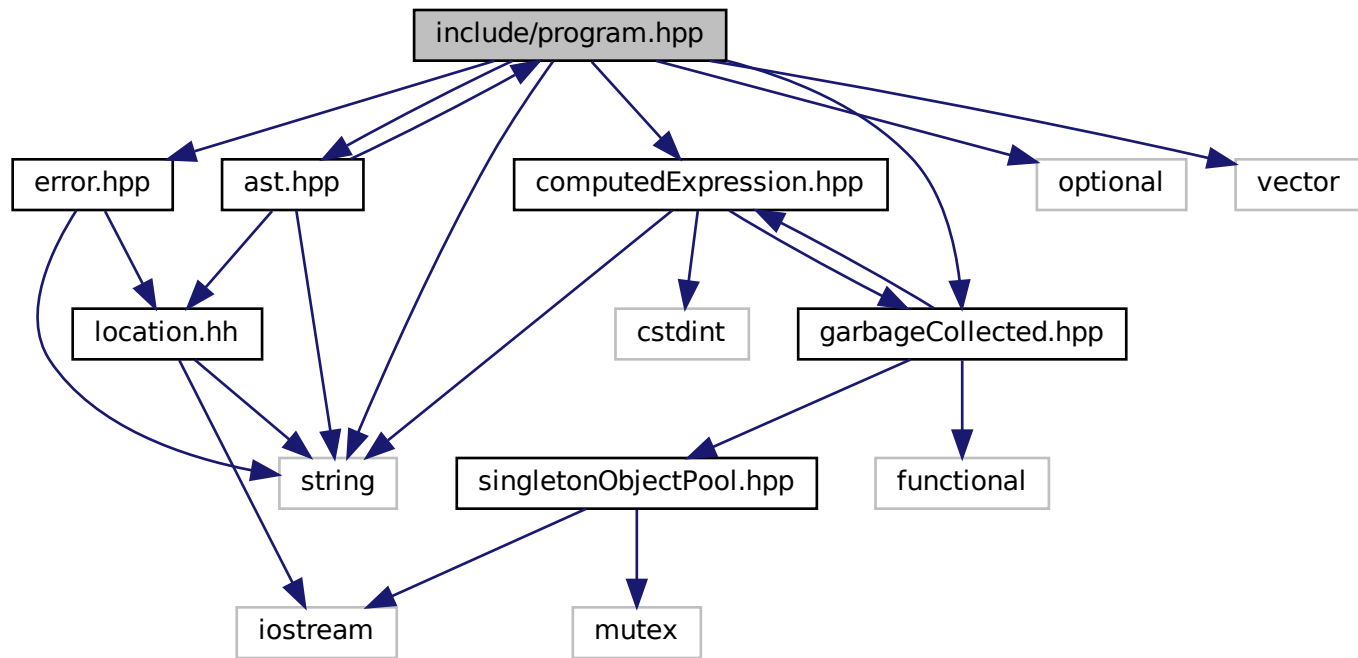 include/program.hpp
error.hpp
ast.hpp
computedExpression.hpp
optional
vector
location.hh
cstdint
garbageCollected.hpp
string
singletonObjectPool.hpp
functional
iostream
mutex